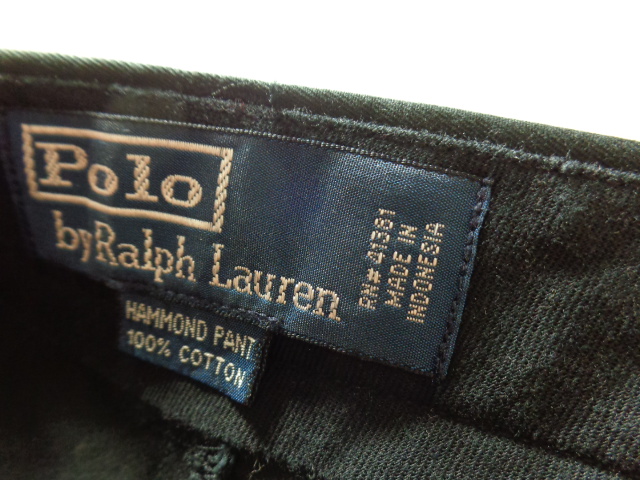 Polo
by Ralph Lauren
RN# 41381
MADE IN
INDONESIA
HAMMOND PANT
100% COTTON